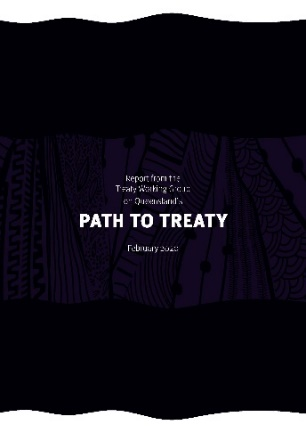 Report from the
Treaty Working Group
on Queensland's
PATH TO TREATY
February 2020